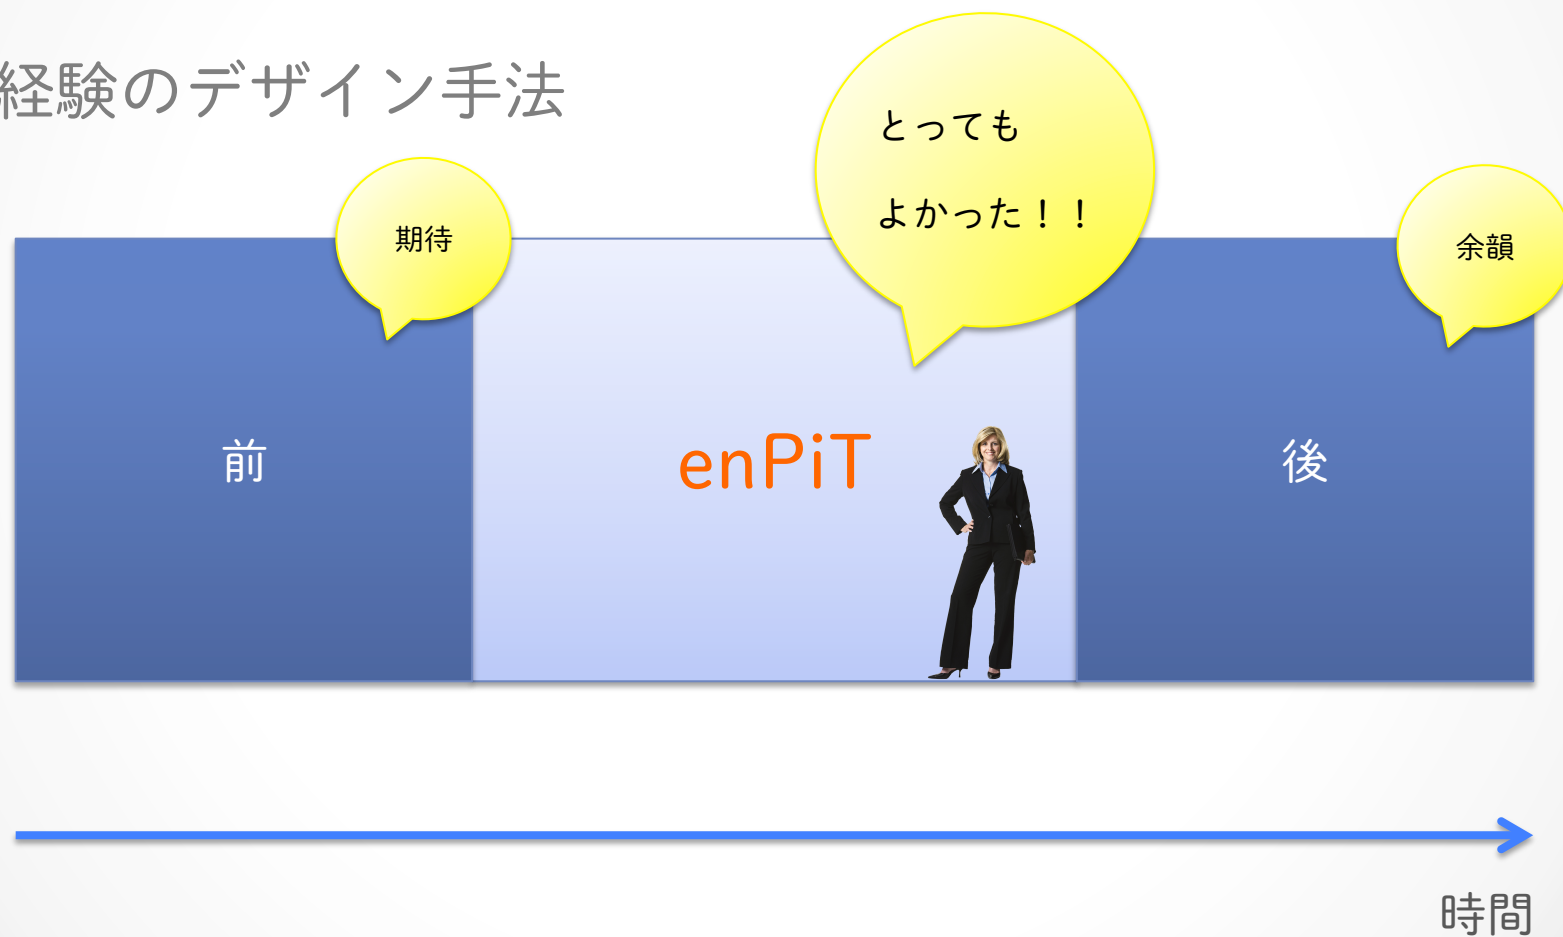 経験のデザイン手法
とっても
よかった！！
期待
余韻
前
enPiT
後
時間